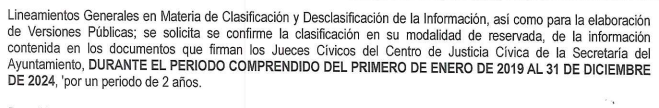 Lineamientos Generales en Materia de Clasificación y Desclasificación de la Información, así como para la elaboración
de Versiones Públicas; se solicita se confirme la clasificación en su modalidad de reservada, de la información
contenida en los documentos que firman los Jueces Cívicos del Centro de Justicia Cívica de la Secretaría del
Ayuntamiento, DURANTE EL PERIODO COMPRENDIDO DEL PRIMERO DE ENERO DE 2019 AL 31 DE DICIEMBRE
DE 2024, 'por un periodo de 2 años.